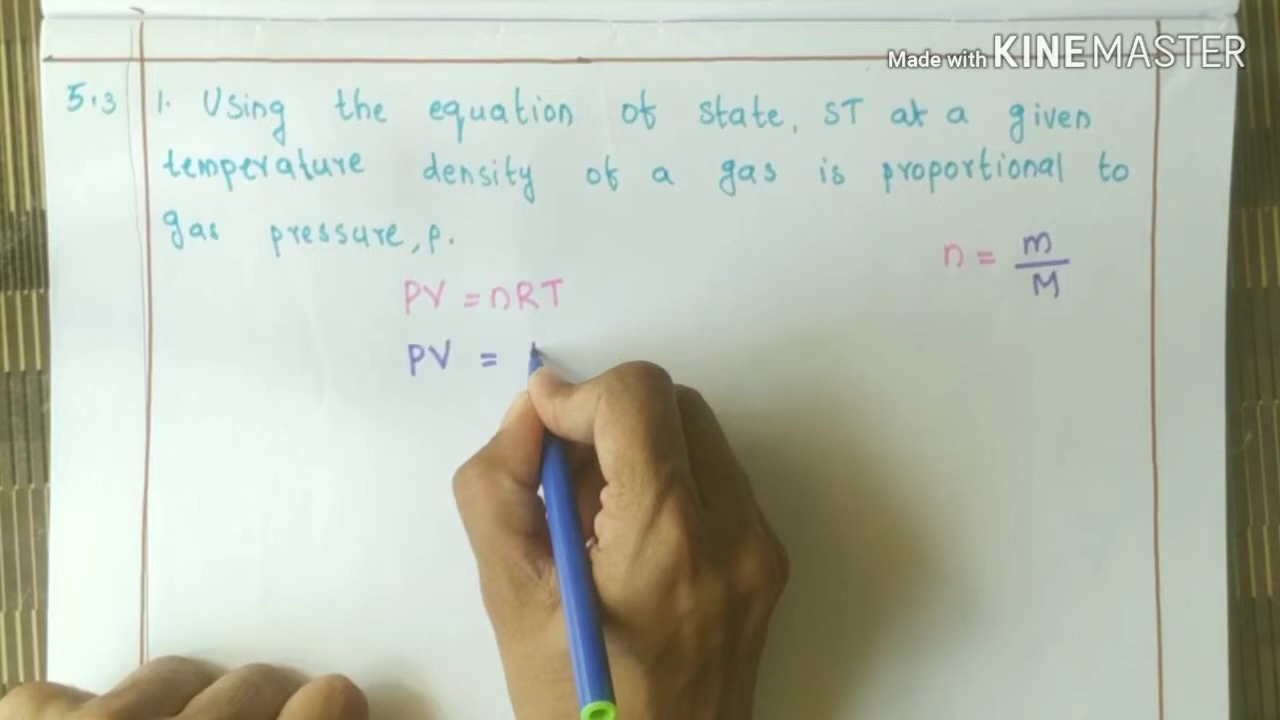 Made with KINEMASTER
5.3 1. Using the equation of state, ST at a given
temperature density of a gas is proportional to
gas pressure, p.
n = m/M
PV = nRT
PV =